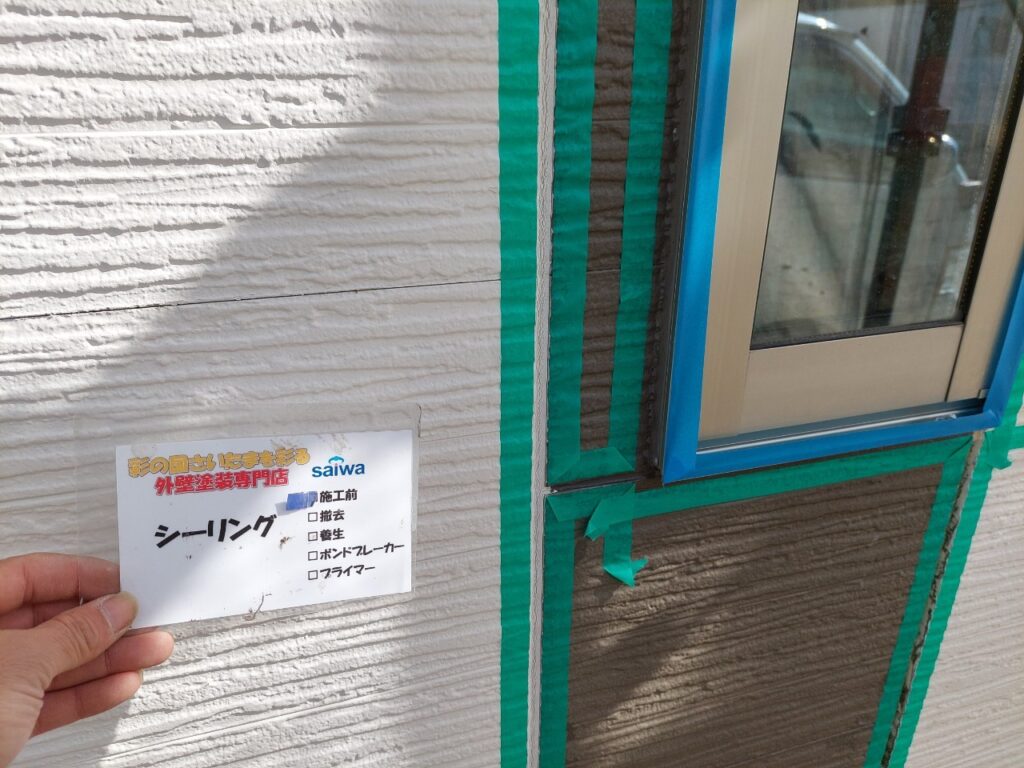 彩の国さいたまを彩る
外壁塗装専門店
saiwa
シーリング
施工前
□撤去
□養生
□ボンドブレーカー
□プライマー